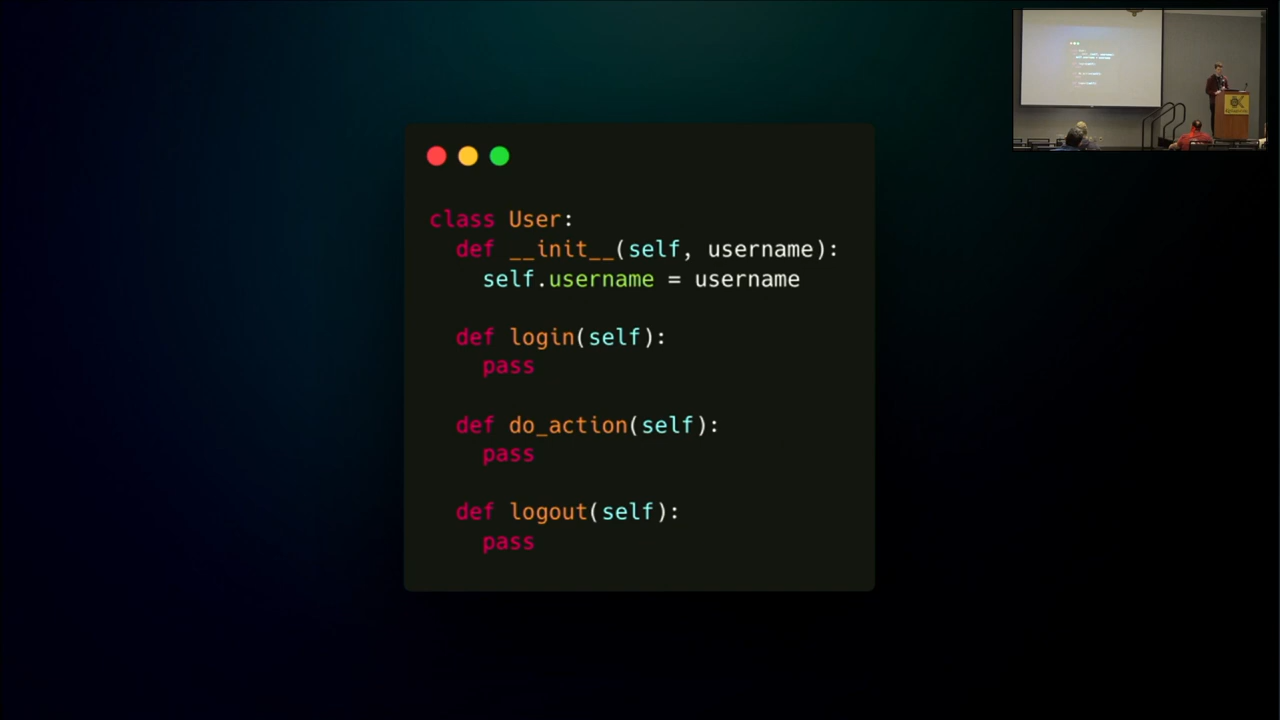 class User:
  def __init__(self, username):
    self.username = username

  def login(self):
    pass

  def do_action(self):
    pass

  def logout(self):
    pass